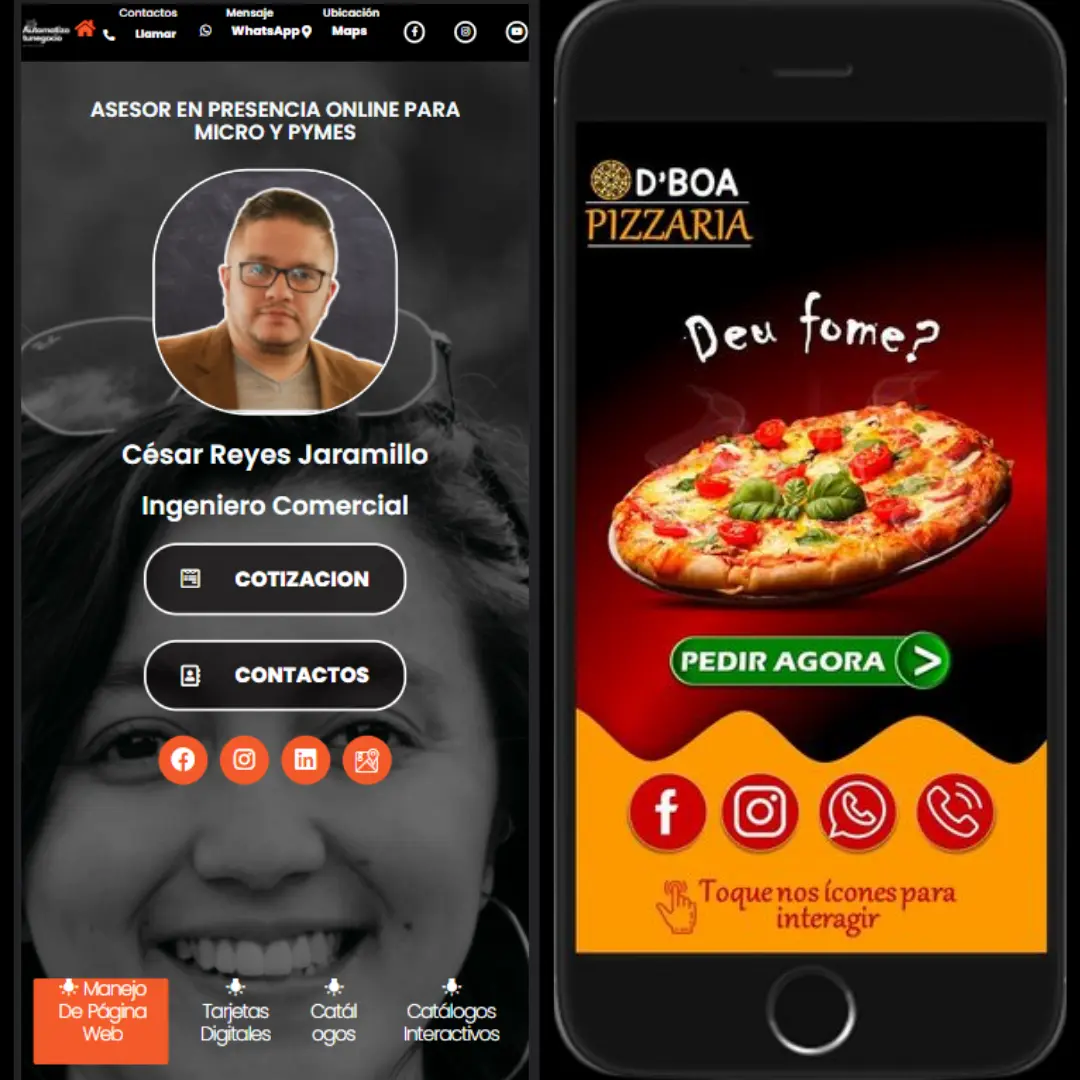 Contactos
Llamar
Mensaje
WhatsApp
Ubicación
Maps
Automatiza
tunegocio
ASESOR EN PRESENCIA ONLINE PARA
MICRO Y PYMES
César Reyes Jaramillo
Ingeniero Comercial
COTIZACION
CONTACTOS
Manejo
De Página
Web
Tarjetas
Digitales
Catál
ogos
Catálogos
Interactivos
D'BOA
PIZZARIA
Deu fome?
PEDIR AGORA
Toque nos ícones para
interagir